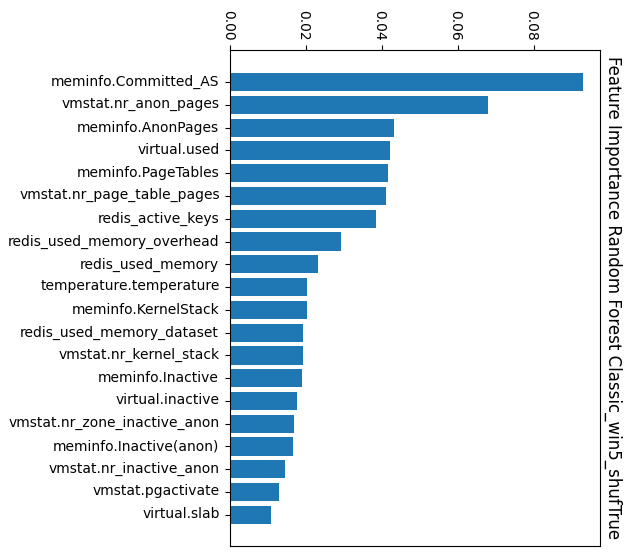 0.00
0.02
0.04
0.06
0.08
Feature Importance Random Forest Classic_win5_shufTrue
meminfo.Committed_AS
vmstat.nr_anon_pages
meminfo.AnonPages
virtual.used
meminfo.PageTables
vmstat.nr_page_table_pages
redis_active_keys
redis_used_memory_overhead
redis_used_memory
temperature.temperature
meminfo.KernelStack
redis_used_memory_dataset
vmstat.nr_kernel_stack
meminfo.Inactive
virtual.inactive
vmstat.nr_zone_inactive_anon
meminfo.Inactive(anon)
vmstat.nr_inactive_anon
vmstat.pgactivate
virtual.slab